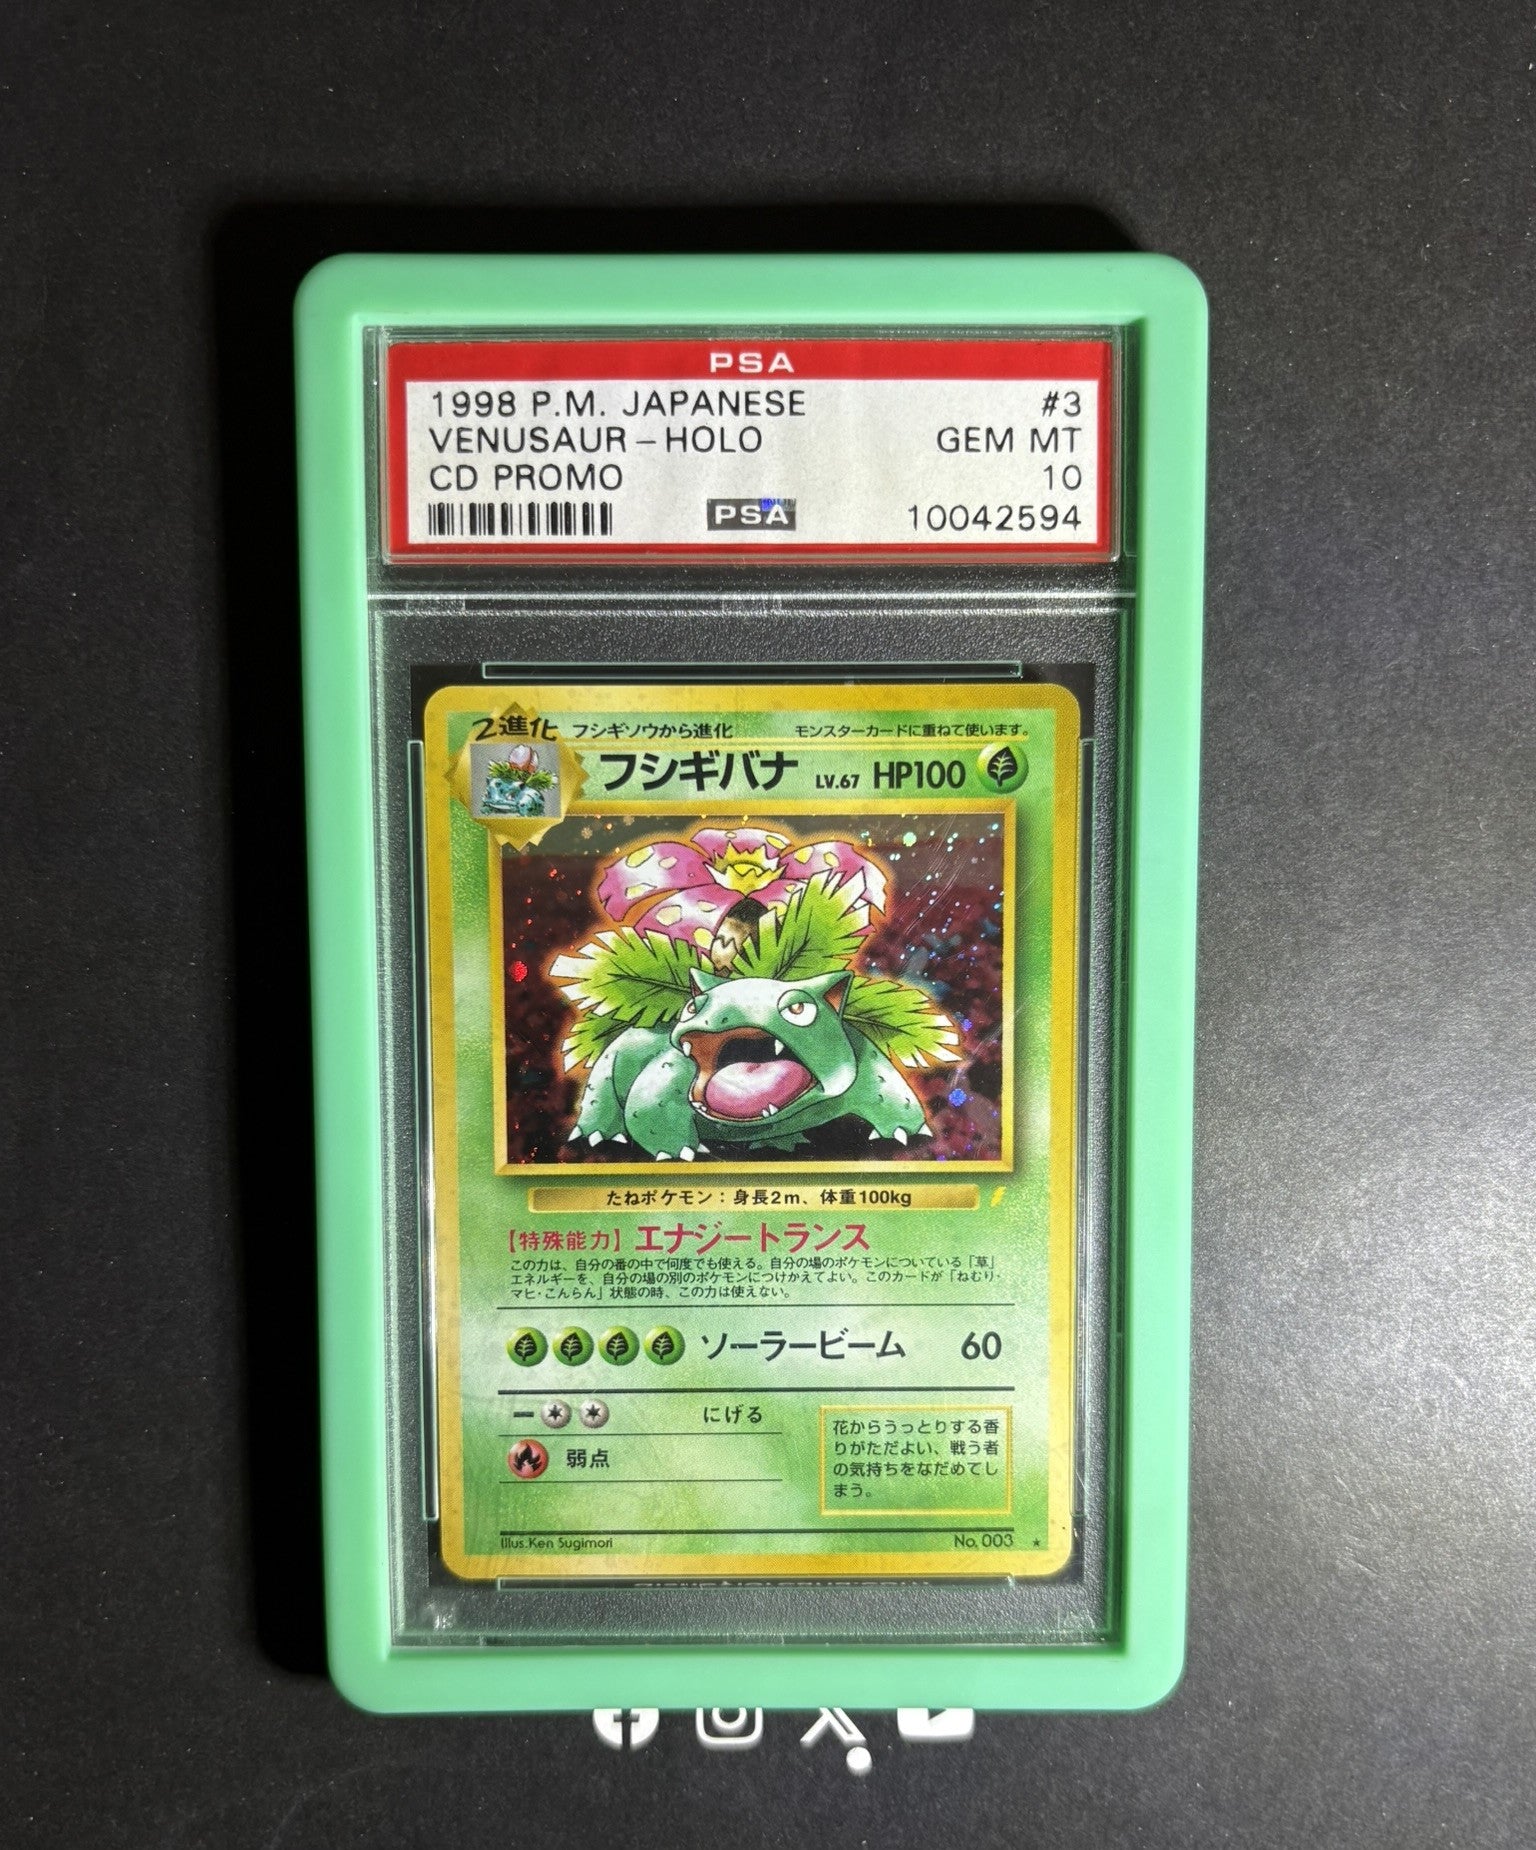 PSA
1998 P.M. JAPANESE #3
VENUSAUR-HOLO GEM MT
CD PROMO 10
PSA 10042594
2進化 フシギソウから進化 モンスターカードに重ねて使います。
フシギバナ LV.67 HP100
たねポケモン：身長2m、体重100kg
【特殊能力】エナジートランス
この力は、自分の番の中で何度でも使える。自分の場のポケモンについている「草」
エネルギーを、自分の場の別のポケモンにつけかえてよい。このカードが「ねむり・
マヒ・こんらん」状態の時、この力は使えない。
ソーラービーム 60
にげる
弱点
花からうっとりする香
りがただよい、戦う者
の気持ちをなだめてし
まう。
Illus. Ken Sugimori No. 003